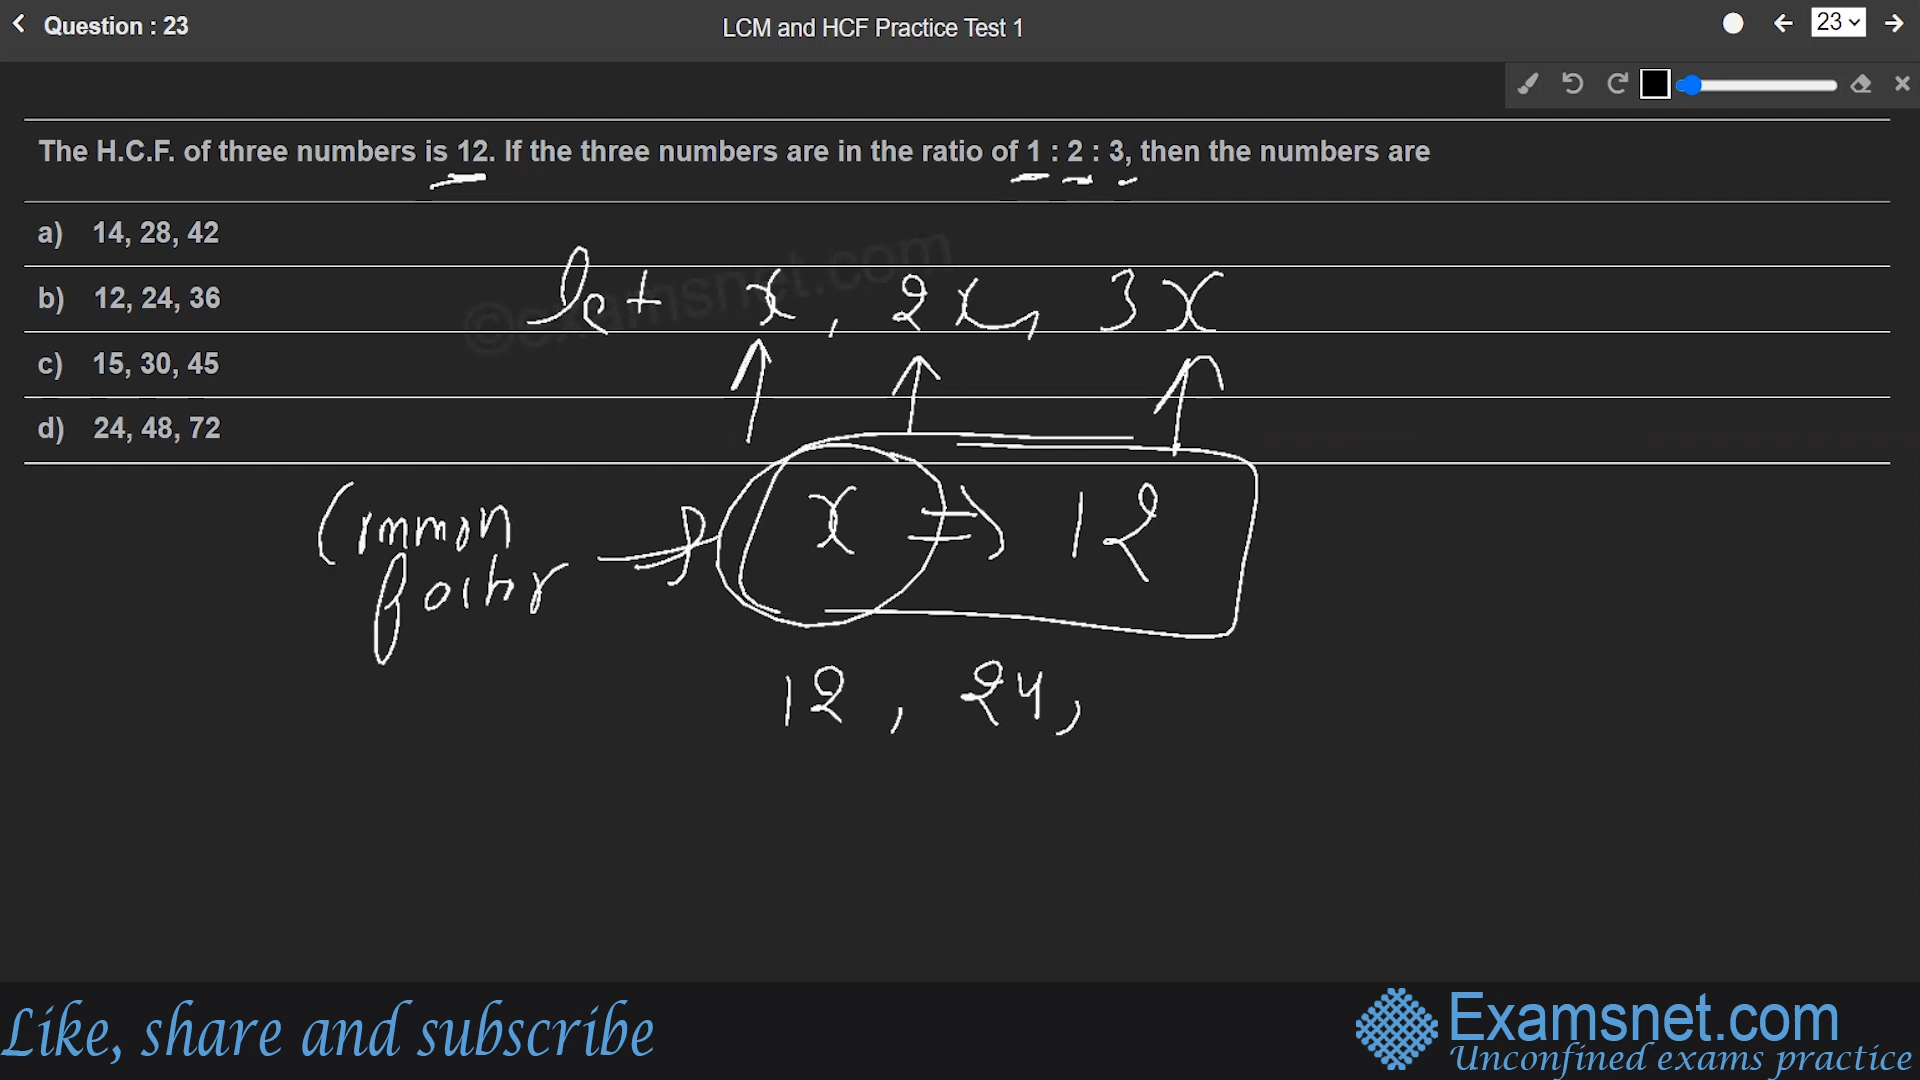 Question : 23
LCM and HCF Practice Test 1
23
The H.C.F. of three numbers is 12. If the three numbers are in the ratio of 1 : 2 : 3, then the numbers are
a) 14, 28, 42
©examsnet.com
b) 12, 24, 36
let x, 2x, 3x
c) 15, 30, 45
d) 24, 48, 72
Common
factor
x => 12
12, 24,
Like, share and subscribe
Examsnet.com
Unconfined exams practice